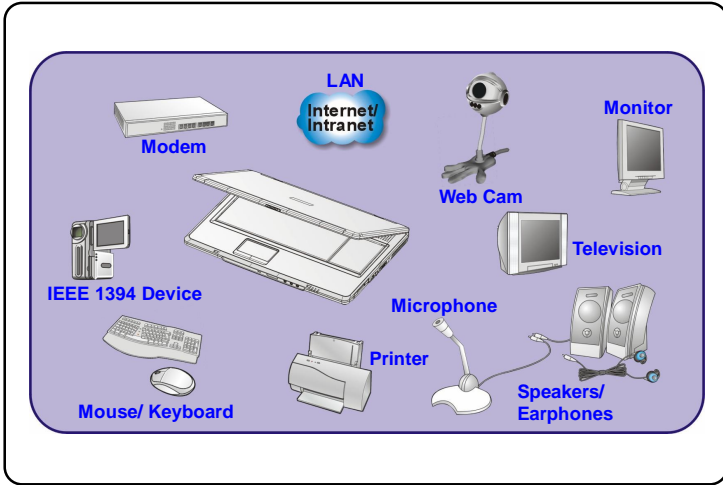 LAN
Internet/
Intranet
Modem
Web Cam
Monitor
Television
IEEE 1394 Device
Microphone
Printer
Mouse/ Keyboard
Speakers/
Earphones